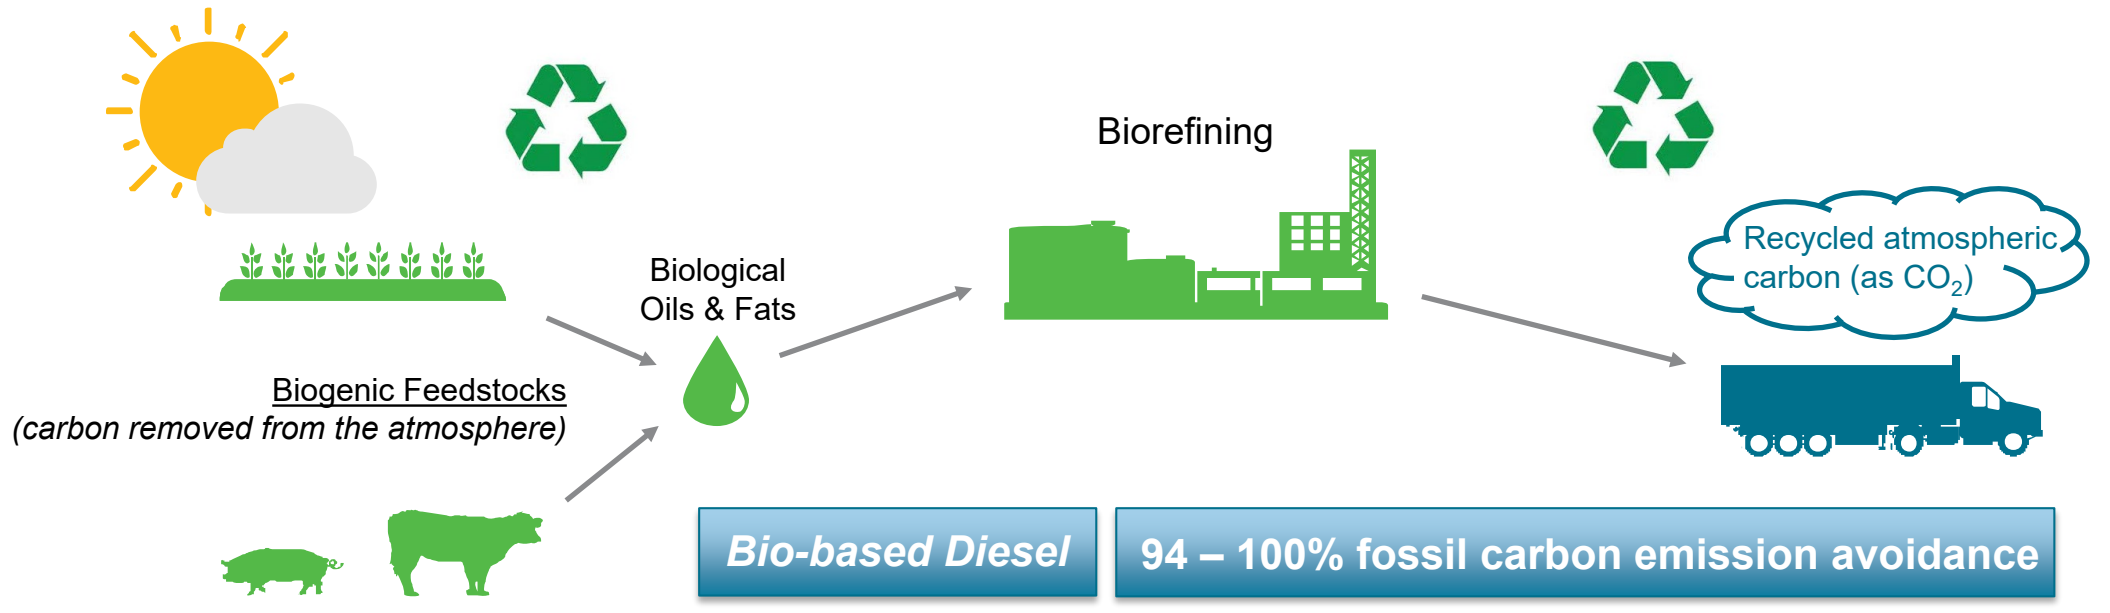 Biorefining
Recycled atmospheric
carbon (as CO₂)
Biological
Oils & Fats
Biogenic Feedstocks
(carbon removed from the atmosphere)
Bio-based Diesel
94 – 100% fossil carbon emission avoidance